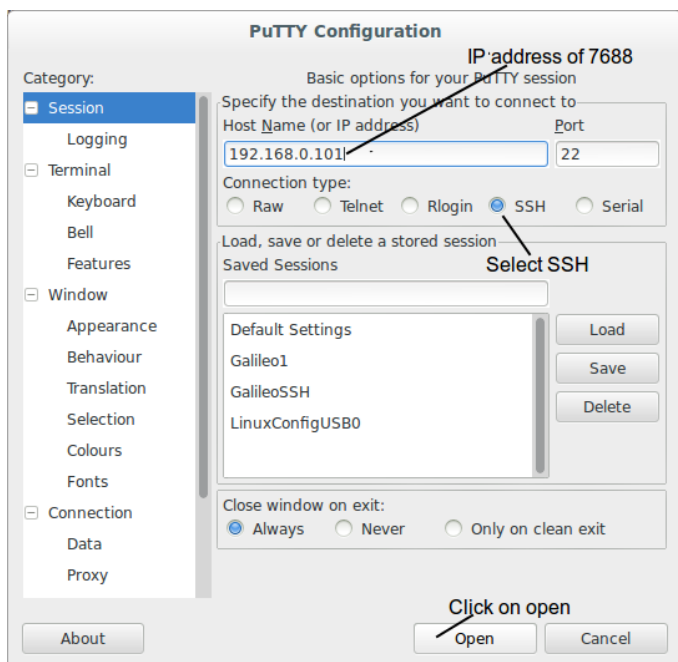 PuTTY Configuration
IP address of 7688
Category:
Basic options for your PuTTY session
Session
Logging
Terminal
Keyboard
Bell
Features
Window
Appearance
Behaviour
Translation
Selection
Colours
Fonts
Connection
Data
Proxy
Specify the destination you want to connect to
Host Name (or IP address) Port
192.168.0.101 22
Connection type:
Raw Telnet Rlogin SSH Serial
Load, save or delete a stored session
Select SSH
Saved Sessions
Default Settings
Galileo1
GalileoSSH
LinuxConfigUSB0
Load
Save
Delete
Close window on exit:
Always Never Only on clean exit
Click on open
About Open Cancel